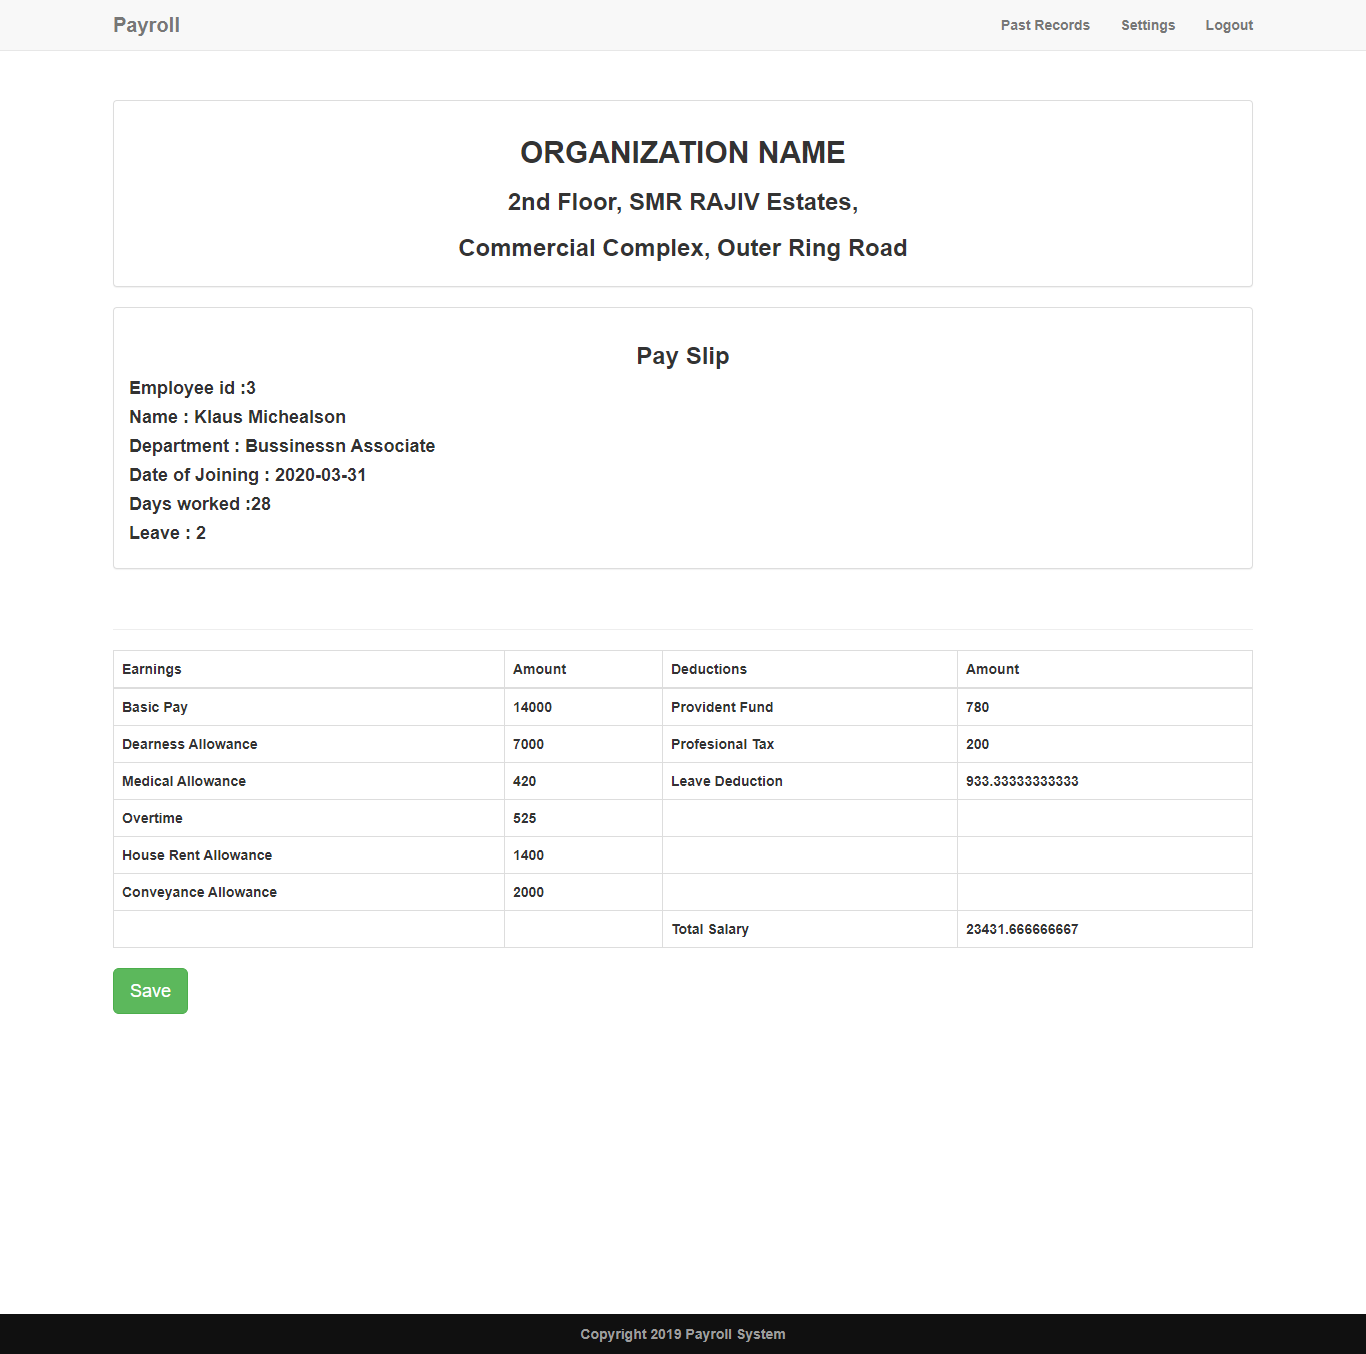 Payroll
Past Records Settings Logout
ORGANIZATION NAME
2nd Floor, SMR RAJIV Estates,
Commercial Complex, Outer Ring Road
Pay Slip
Employee id :3
Name : Klaus Michealson
Department : Bussinessn Associate
Date of Joining : 2020-03-31
Days worked :28
Leave : 2
Earnings Amount Deductions Amount
Basic Pay 14000 Provident Fund 780
Dearness Allowance 7000 Profesional Tax 200
Medical Allowance 420 Leave Deduction 933.33333333333
Overtime 525
House Rent Allowance 1400
Conveyance Allowance 2000
Total Salary 23431.666666667
Save
Copyright 2019 Payroll System